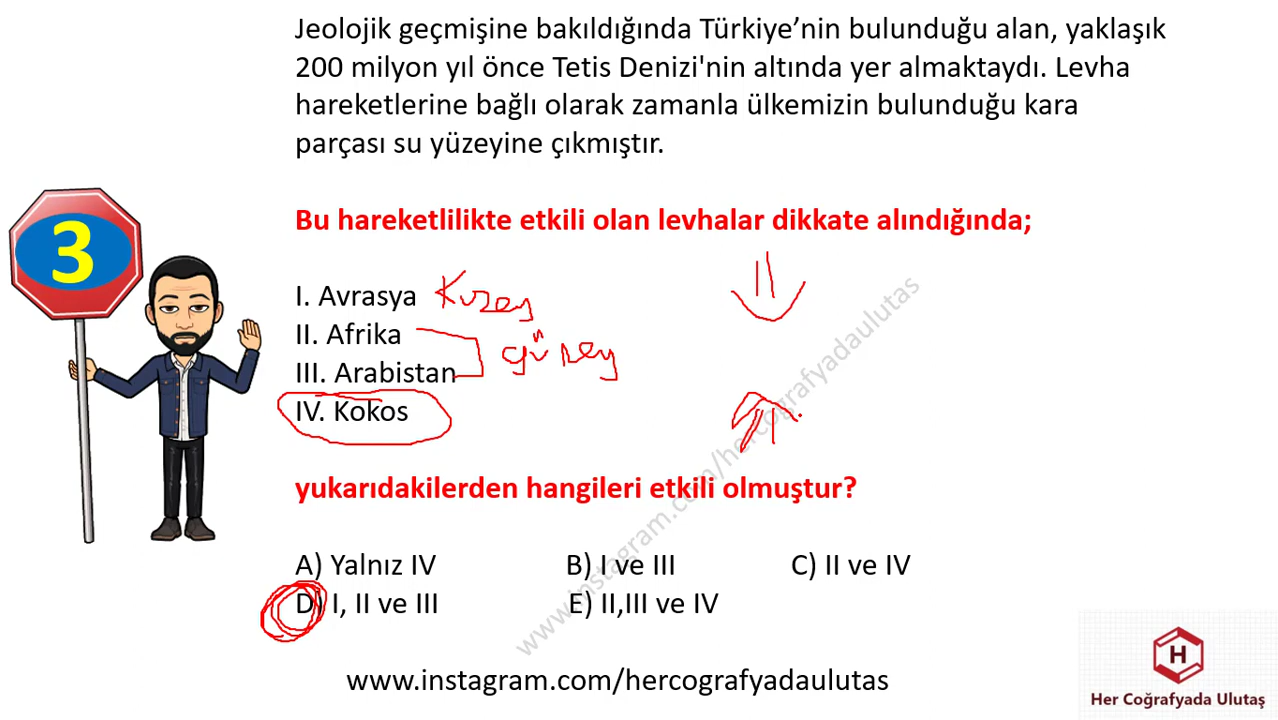 Jeolojik geçmişine bakıldığında Türkiye’nin bulunduğu alan, yaklaşık
200 milyon yıl önce Tetis Denizi'nin altında yer almaktaydı. Levha
hareketlerine bağlı olarak zamanla ülkemizin bulunduğu kara
parçası su yüzeyine çıkmıştır.
3
Bu hareketlilikte etkili olan levhalar dikkate alındığında;
I. Avrasya Kuzey
II. Afrika
güney
III. Arabistan
IV. Kokos
yukarıdakilerden hangileri etkili olmuştur?
A) Yalnız IV B) I ve III C) II ve IV
D) I, II ve III E) II,III ve IV
www.instagram.com/hercografyadaulutas
www.instagram.com/hercografyadaulutas
H
Her Coğrafyada Ulutaş